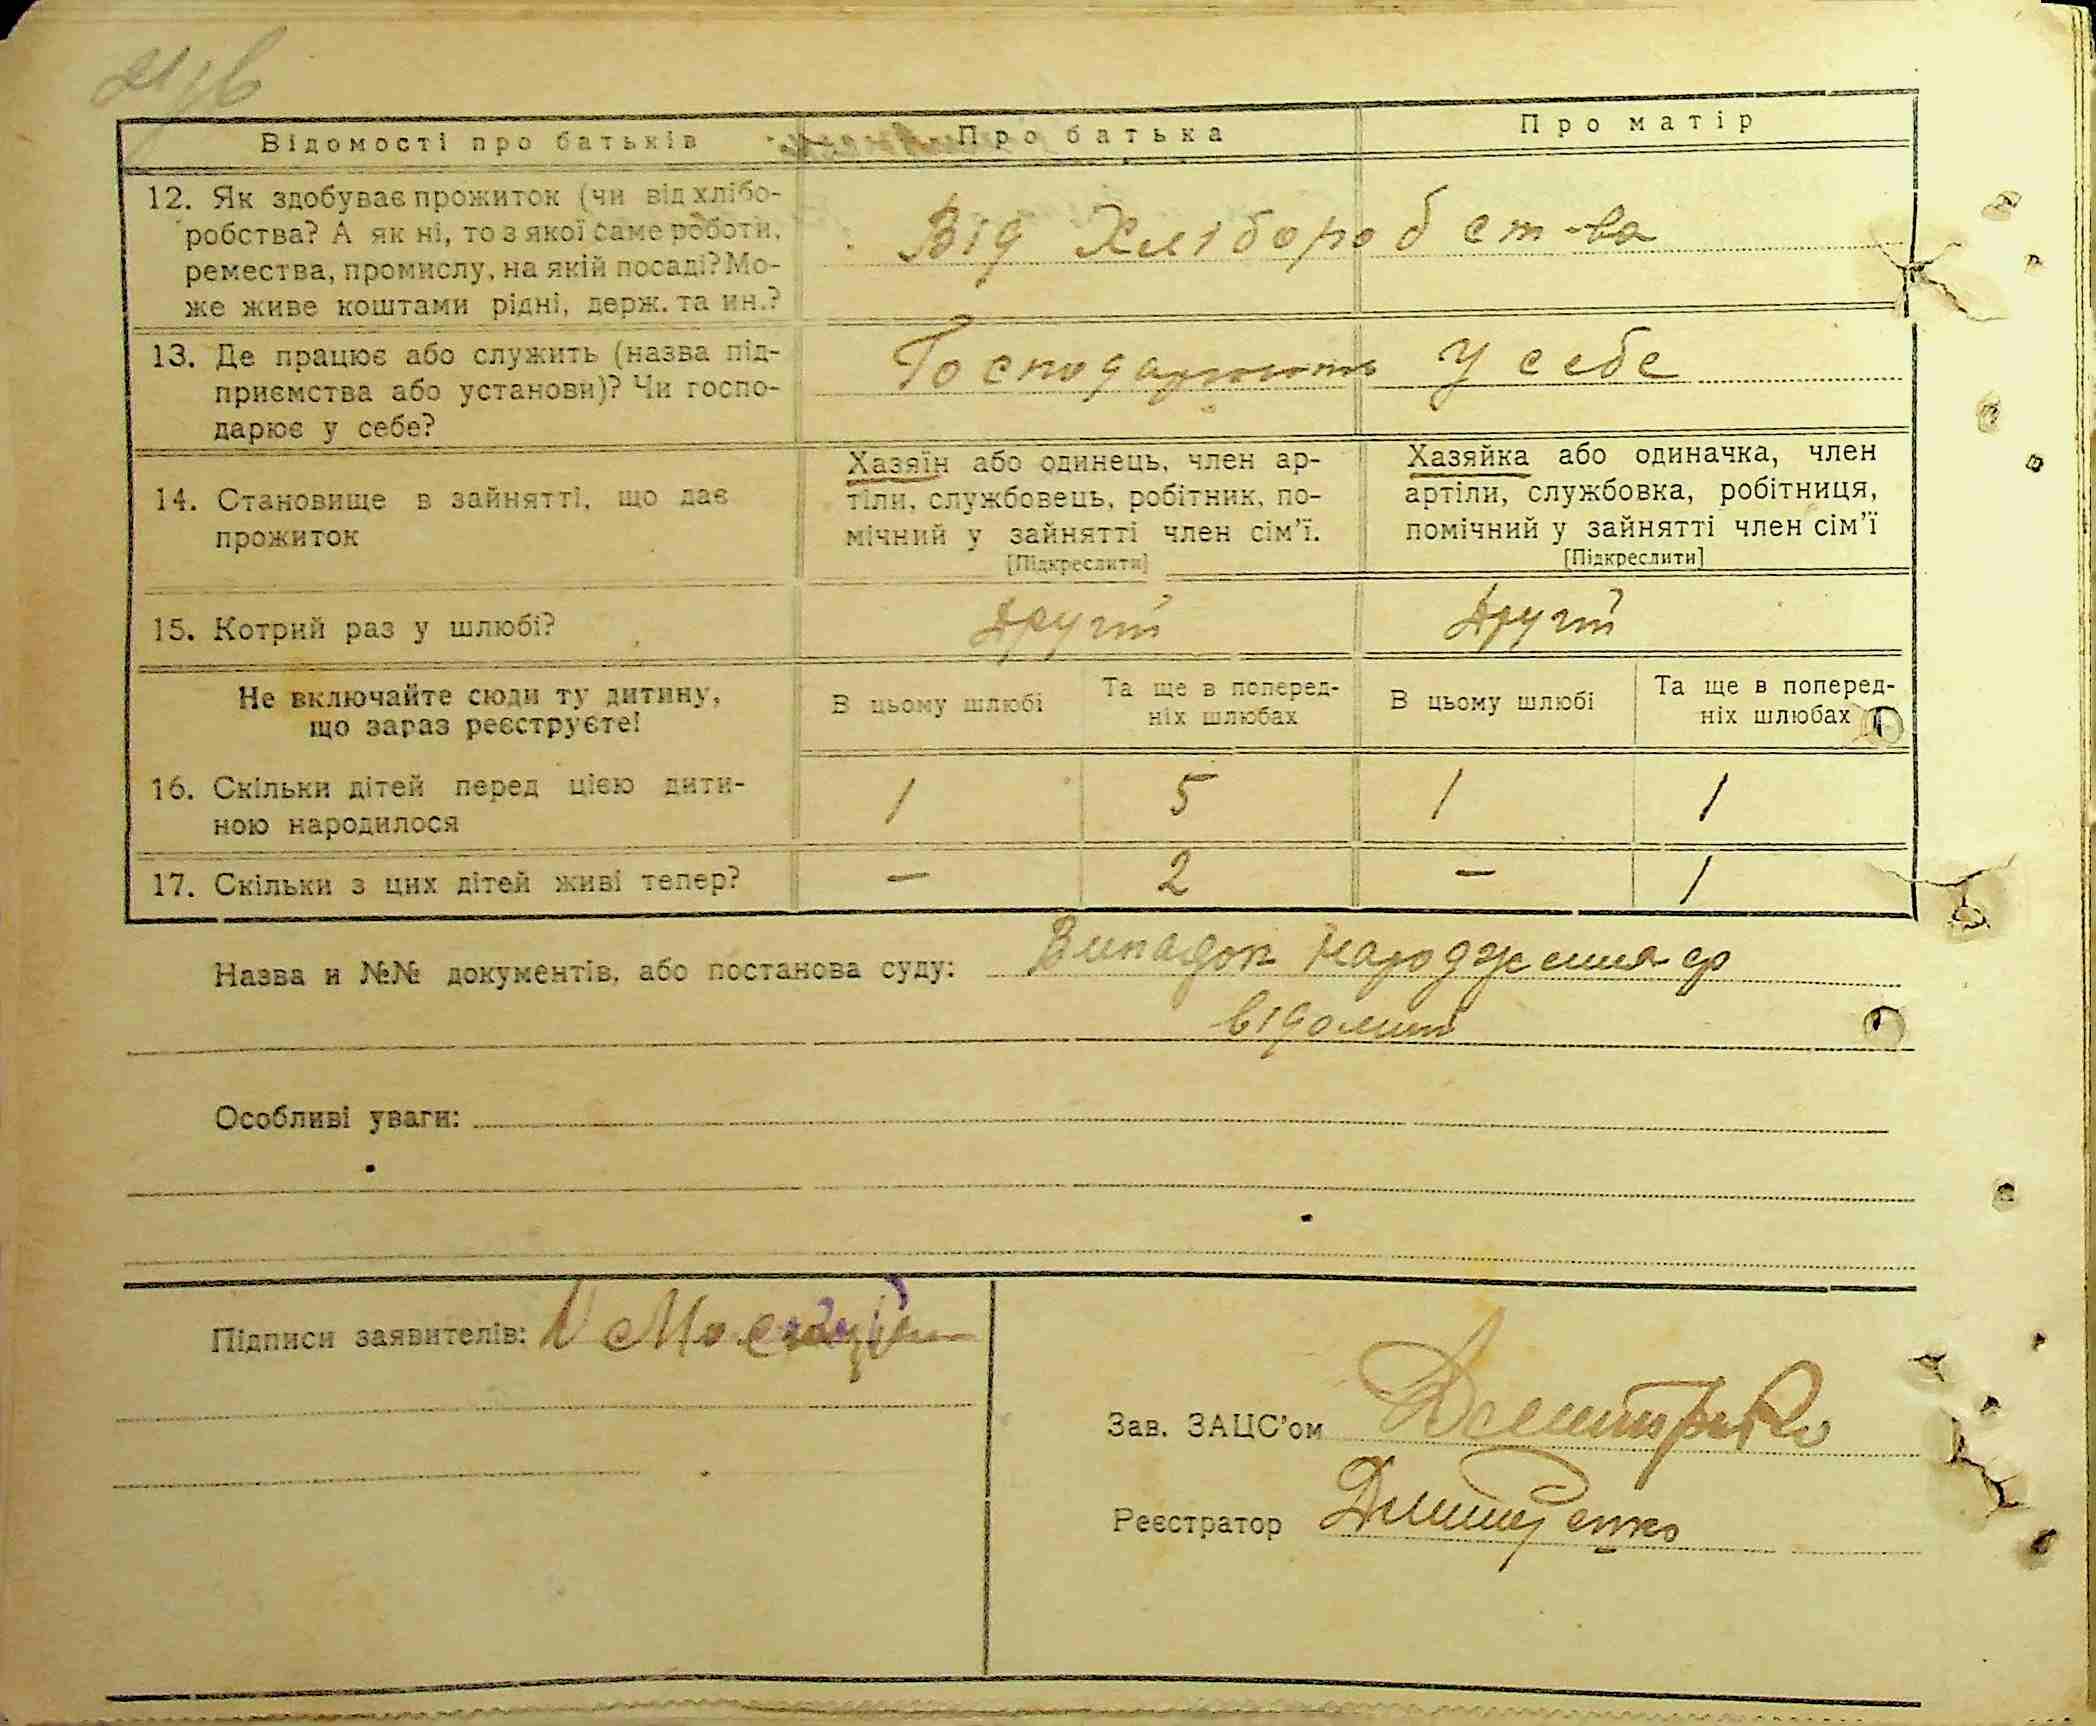 Відомості про батьків Про батька Про матір
12. Як здобуває прожиток (чи від хлібо-
робства? А як ні, то з якої саме роботи,
ремества, промислу, на якій посаді? Мо-
же живе коштами рідні, держ. та ин.?
Від Хліборобства
13. Де працює або служить (назва під-
приємства або установи)? Чи госпо-
дарює у себе?
Господарюють У себе
14. Становище в зайнятті, що дає
прожиток
Хазяїн або одинець, член ар-
тіли, службовець, робітник, по-
мічний у зайнятті член сім'ї.
[Підкреслити]
Хазяйка або одиначка, член
артіли, службовка, робітниця,
помічний у зайнятті член сім'ї
[Підкреслити]
15. Котрий раз у шлюбі? Другий Другий
Не включайте сюди ту дитину,
що зараз реєструєте!
В цьому шлюбі
Та ще в поперед-
ніх шлюбах
В цьому шлюбі
Та ще в поперед-
ніх шлюбах
16. Скільки дітей перед цією дити-
ною народилося
1 5 1 1
17. Скільки з цих дітей живі тепер? – 2 – 1
Назва и №№ документів, або постанова суду: Випадок народження
відомий
Особливі уваги:
Підписи заявителів:
Зав. ЗАЦС'ом
Реєстратор Дмитренко